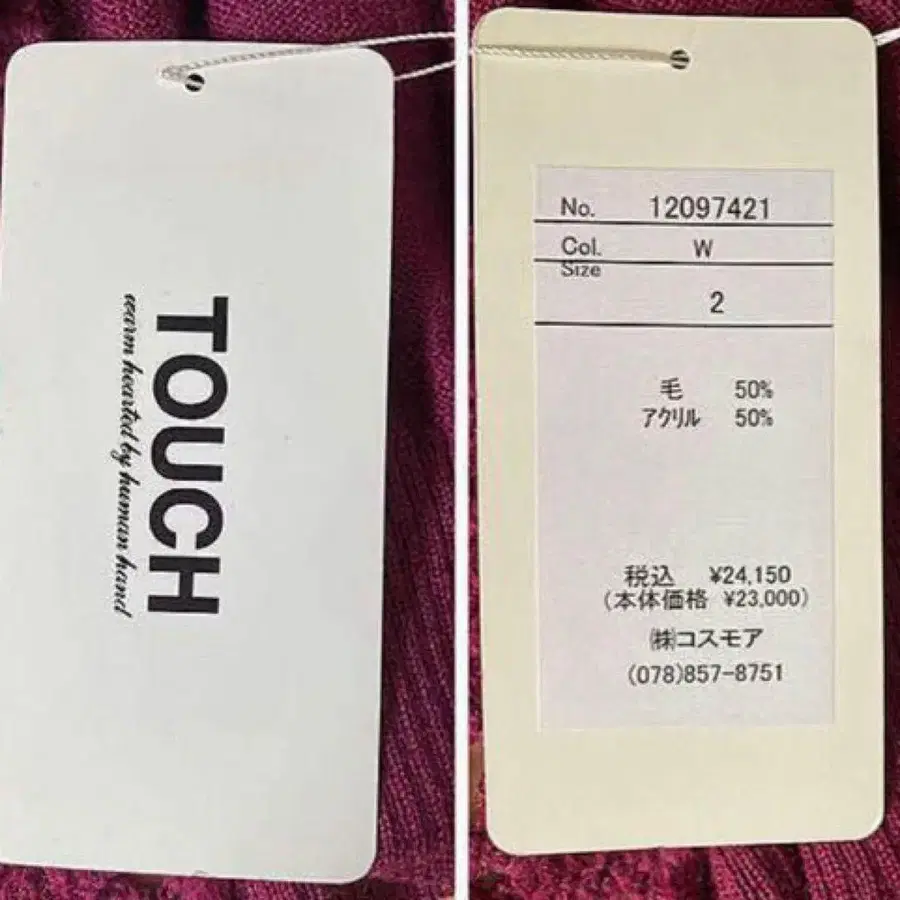 TOUCH
warm hearted by human hand
No. 12097421
Col. W
Size
2
毛 50%
アクリル 50%
税込 ¥24,150
(本体価格 ¥23,000)
㈱コスモア
(078)857-8751